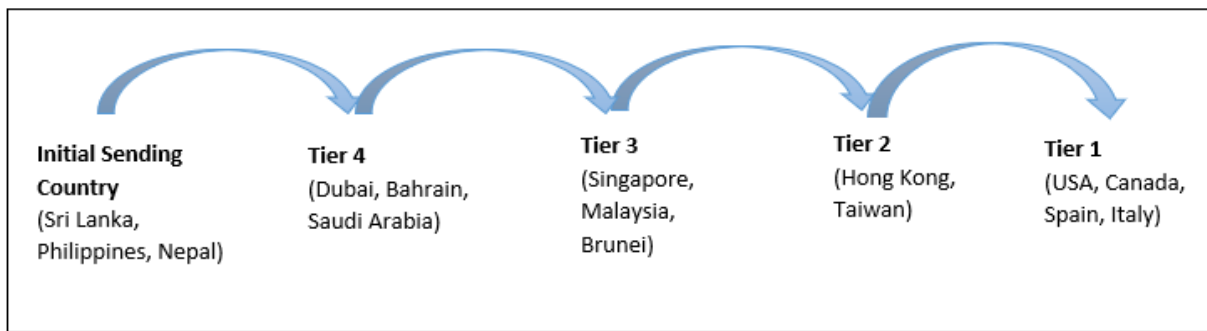 Initial Sending
Country
(Sri Lanka,
Philippines, Nepal)
Tier 4
(Dubai, Bahrain,
Saudi Arabia)
Tier 3
(Singapore,
Malaysia,
Brunei)
Tier 2
(Hong Kong,
Taiwan)
Tier 1
(USA, Canada,
Spain, Italy)